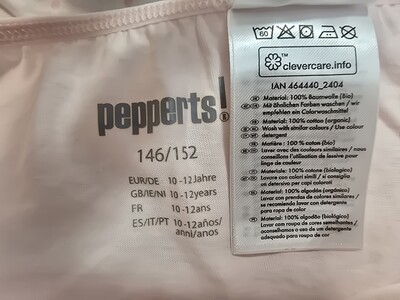 pepperts!
146/152
EUR/DE 10-12 Jahre
GB/IE/NI 10-12years
FR 10-12ans
ES/IT/PT 10-12años/
anni/anos
60
clevercare.info
IAN 464440_2404
Material: 100% Baumwolle (Bio)
Mit ähnlichen Farben waschen / wir
empfehlen ein Colorwaschmittel
Material: 100% cotton (organic)
Wash with similar colours / Use colour
detergent
Matière: 100% coton (bio)
Laver avec des couleurs similaires / nous
conseillons l'utilisation de lessive pour
linge de couleur
Materiale: 100% cotone (biologico)
Lavare con colori simili / si consiglia
un detersivo per capi colorati
Material: 100% algodón (orgánico)
Lavar con prendas de colores similares /
se recomienda lavar con detergente
para ropa de color
Material: 100% algodão (biológico)
Lavar com roupa de cores semelhantes /
aconselhamos o uso de um detergente
adequado para roupa de cor